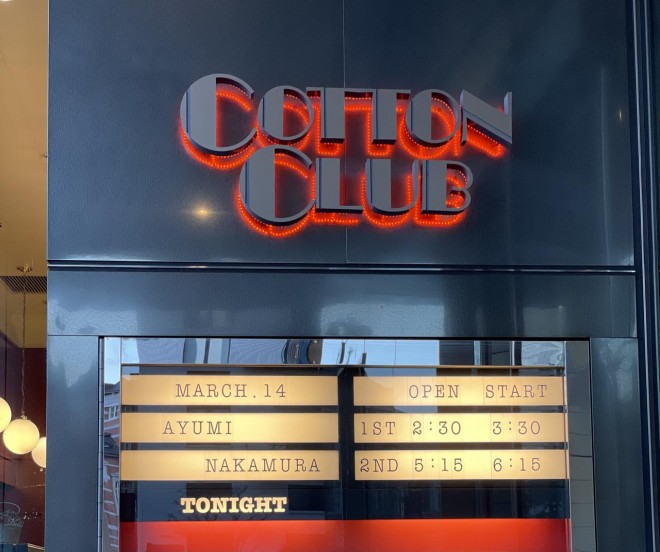 COTTON
CLUB
MARCH.14 OPEN START
AYUMI 1ST 2:30 3:30
NAKAMURA 2ND 5:15 6:15
TONIGHT